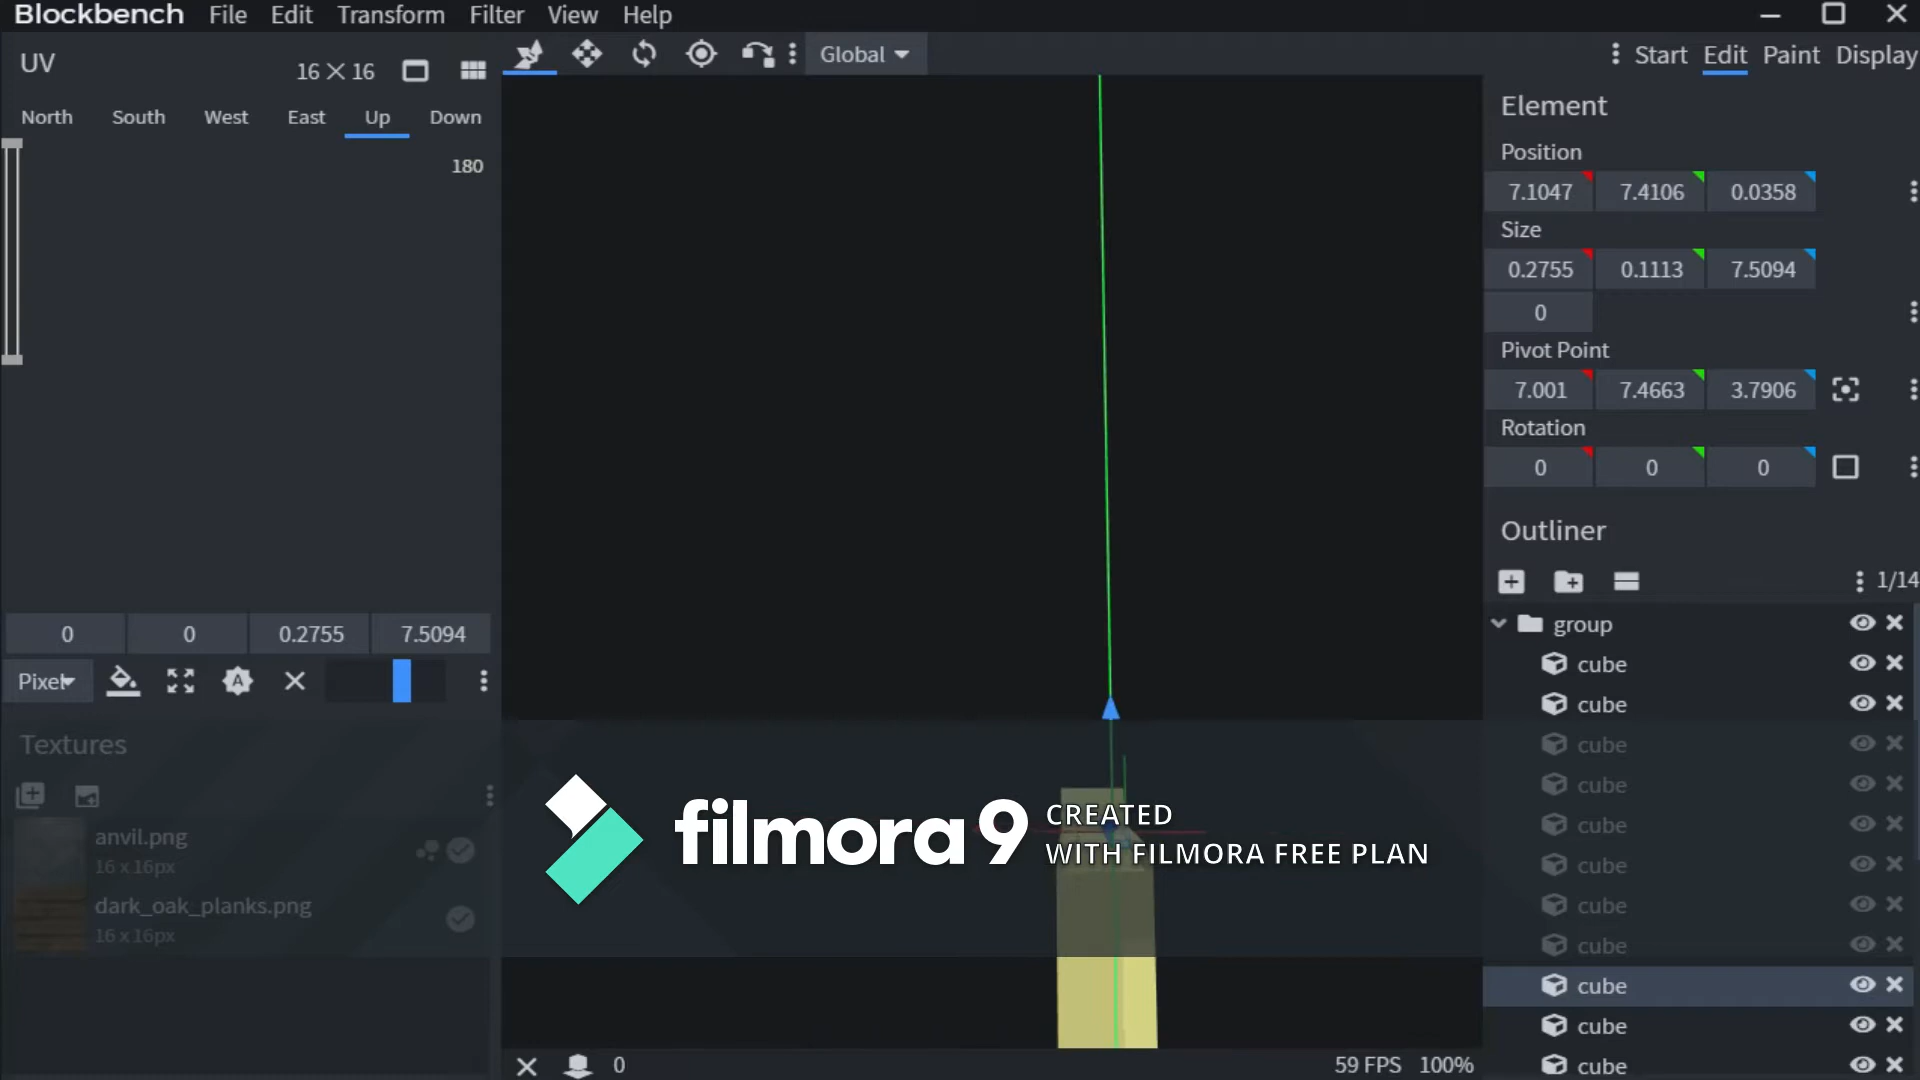 Blockbench File Edit Transform Filter View Help
UV
16 × 16
Global
Start Edit Paint Display
North South West East Up Down
180
0 0 0.2755 7.5094
Pixel
Textures
anvil.png
16 x 16px
dark_oak_planks.png
16 x 16px
filmora9
CREATED
WITH FILMORA FREE PLAN
0
59 FPS 100%
Element
Position
7.1047 7.4106 0.0358
Size
0.2755 0.1113 7.5094
0
Pivot Point
7.001 7.4663 3.7906
Rotation
0 0 0
Outliner
1/14
group
cube
cube
cube
cube
cube
cube
cube
cube
cube
cube
cube